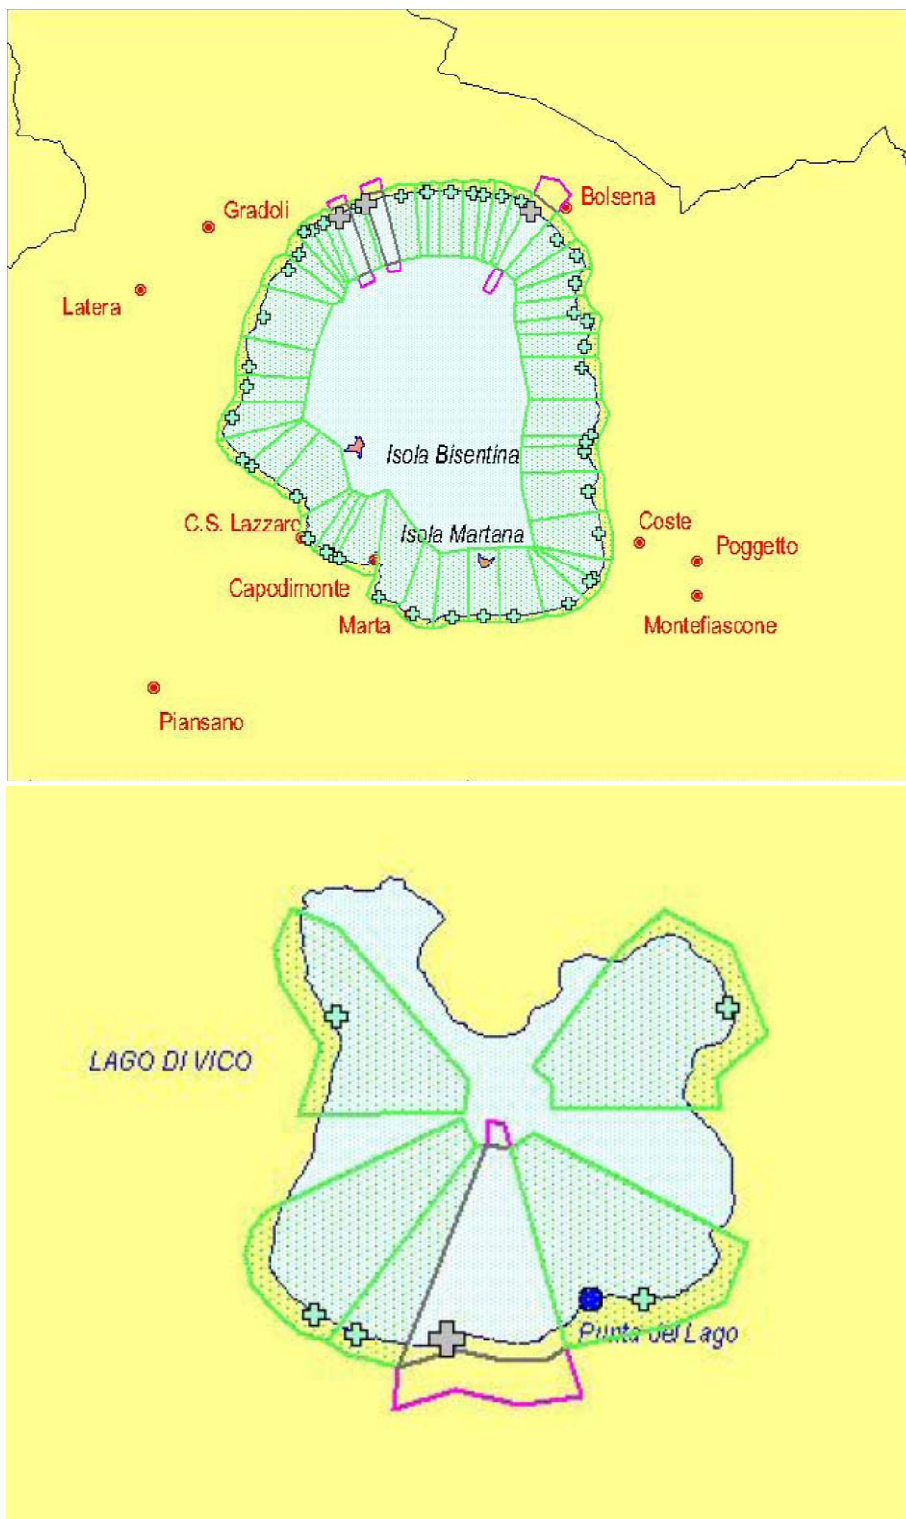 Gradoli
Bolsena
Latera
Isola Bisentina
C.S. Lazzaro
Isola Martana
Coste
Poggetto
Capodimonte
Marta
Montefiascone
Piansano
LAGO DI VICO
Punta del Lago